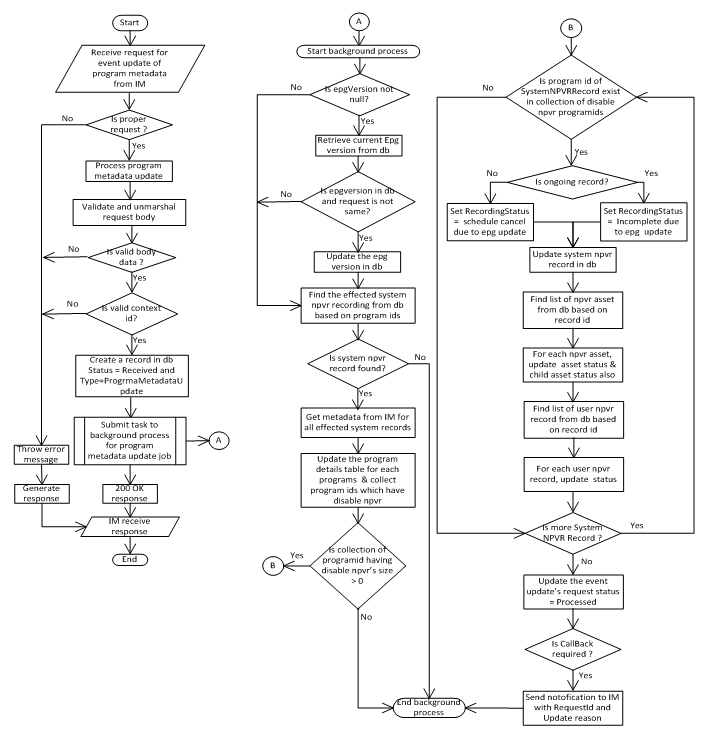 Start
Receive request for
event update of
program metadata
from IM
Is proper
request ?
No
Yes
Process program
metadata update
Validate and unmarshal
request body
Is valid body
data ?
No
Yes
Is valid context
id?
No
Yes
Create a record in db
Status = Received and
Type=ProgrmaMetadataU
pdate
Submit task to
background process
for program
metadata update job
A
Throw error
message
Generate
response
200 OK
response
IM receive
response
End
A
Start background process
Is epgVersion not
null?
No
Yes
Retrieve current Epg
version from db
Is epgversion in db
and request is not
same?
No
Yes
Update the epg
version in db
Find the effected system
npvr recording from db
based on program ids
Is system npvr
record found?
No
Yes
Get metadata from IM for
all effected system records
Update the program
details table for each
programs & collect
program ids which have
disable npvr
Is collection of
programid having
disable npvr's size
> 0
Yes
B
No
End background
process
B
Is program id of
SystemNPVRRecord exist
in collection of disable
npvr programids
No
Yes
Is ongoing record?
No
Yes
Set RecordingStatus
= schedule cancel
due to epg update
Set RecordingStatus
= Incomplete due
to epg update
Update system npvr
record in db
Find list of npvr asset
from db based on
record id
For each npvr asset,
update asset status &
child asset status also
Find list of user npvr
record from db based
on record id
For each user npvr
record, update status
Is more System
NPVR Record ?
Yes
No
Update the event
update's request status
= Processed
Is CallBack
required ?
Yes
Send notofication to IM
with RequestId and
Update reason